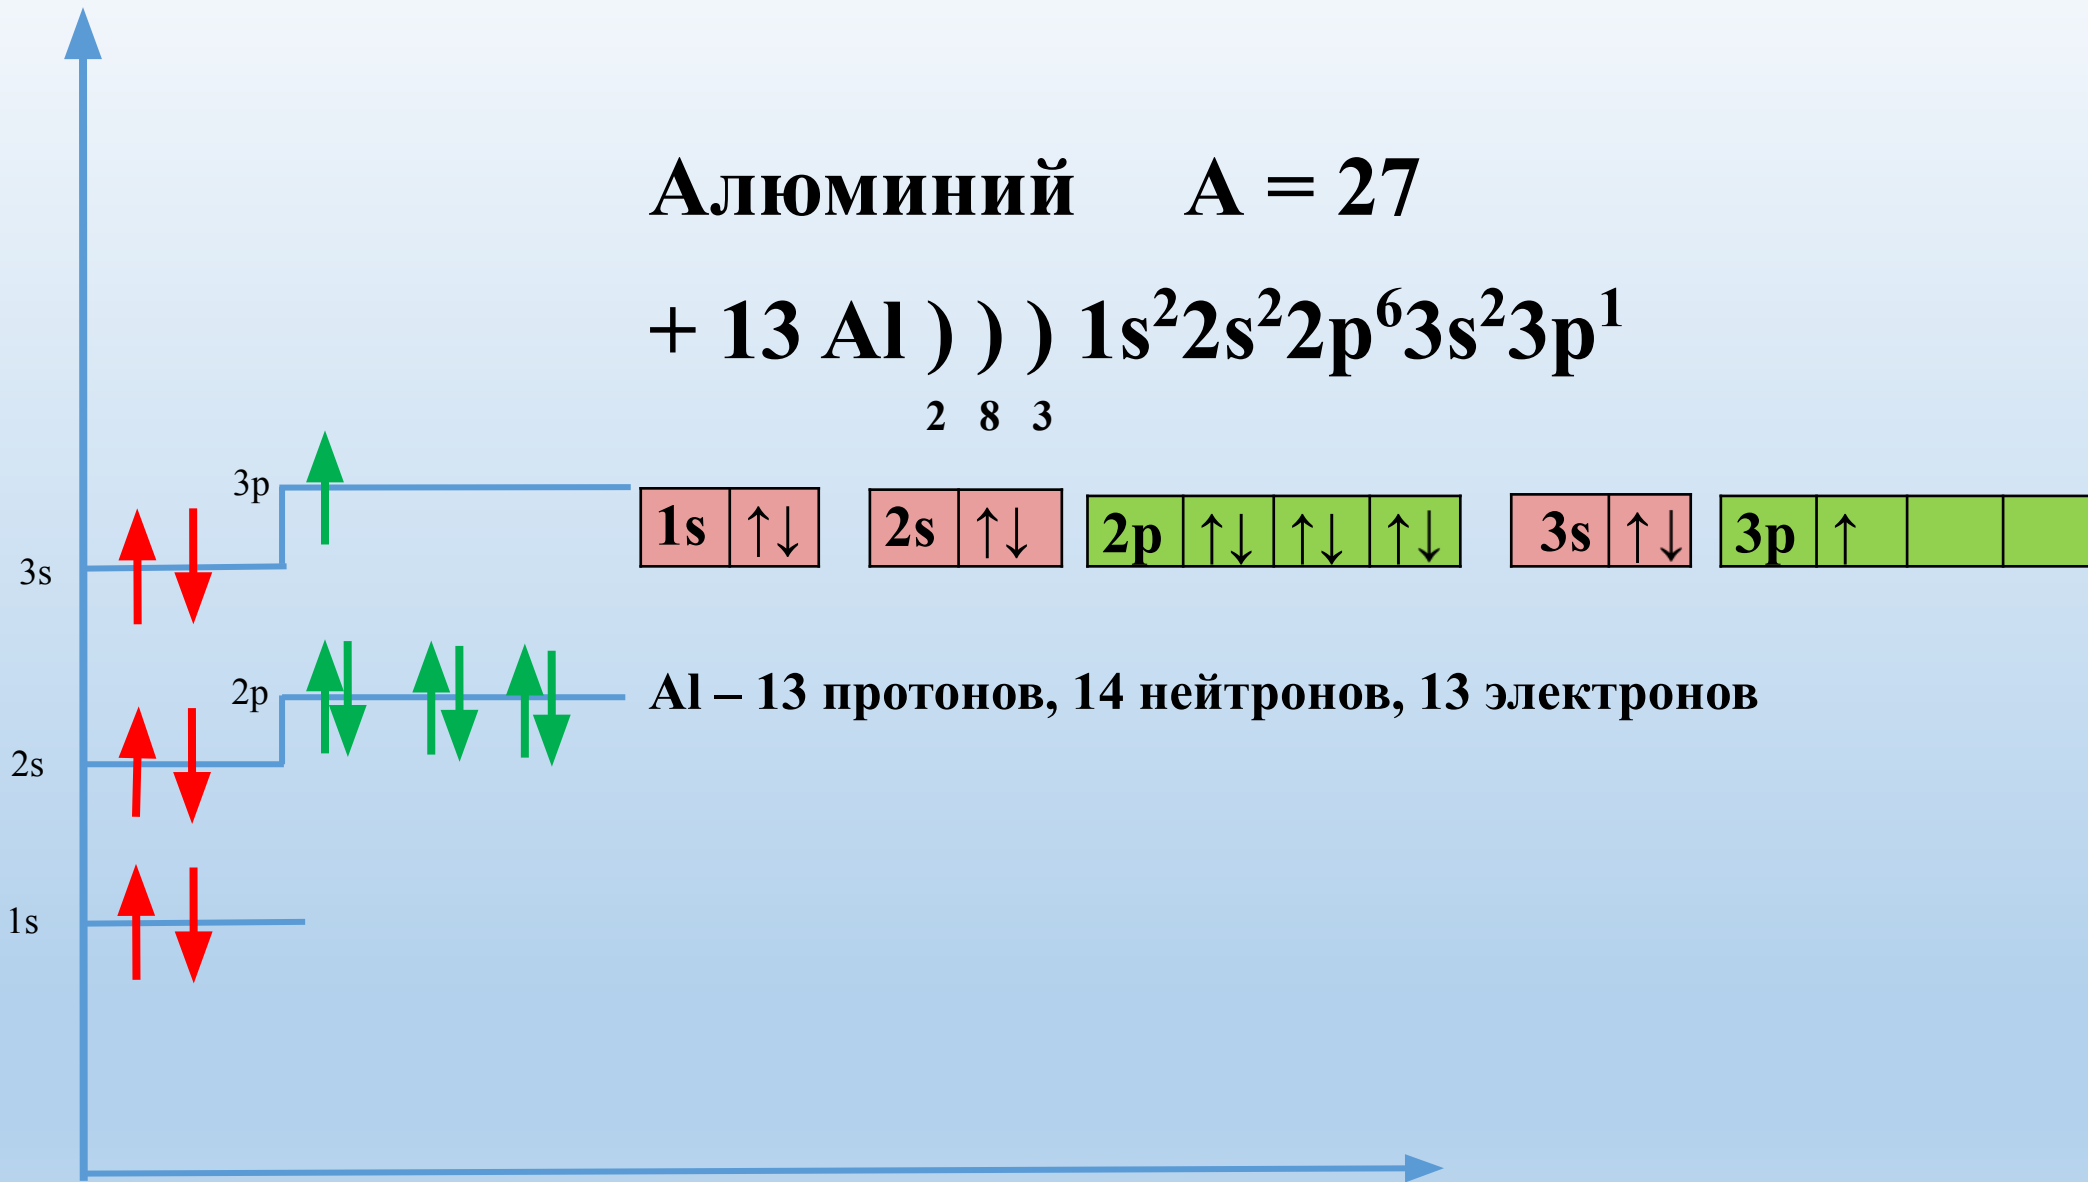 Алюминий A = 27
+ 13 Al ) ) ) 1s²2s²2p⁶3s²3p¹
2 8 3
3p
1s ↑↓ 2s ↑↓ 2p ↑↓ ↑↓ ↑↓ 3s ↑↓ 3p ↑
3s
2p
Al – 13 протонов, 14 нейтронов, 13 электронов
2s
1s